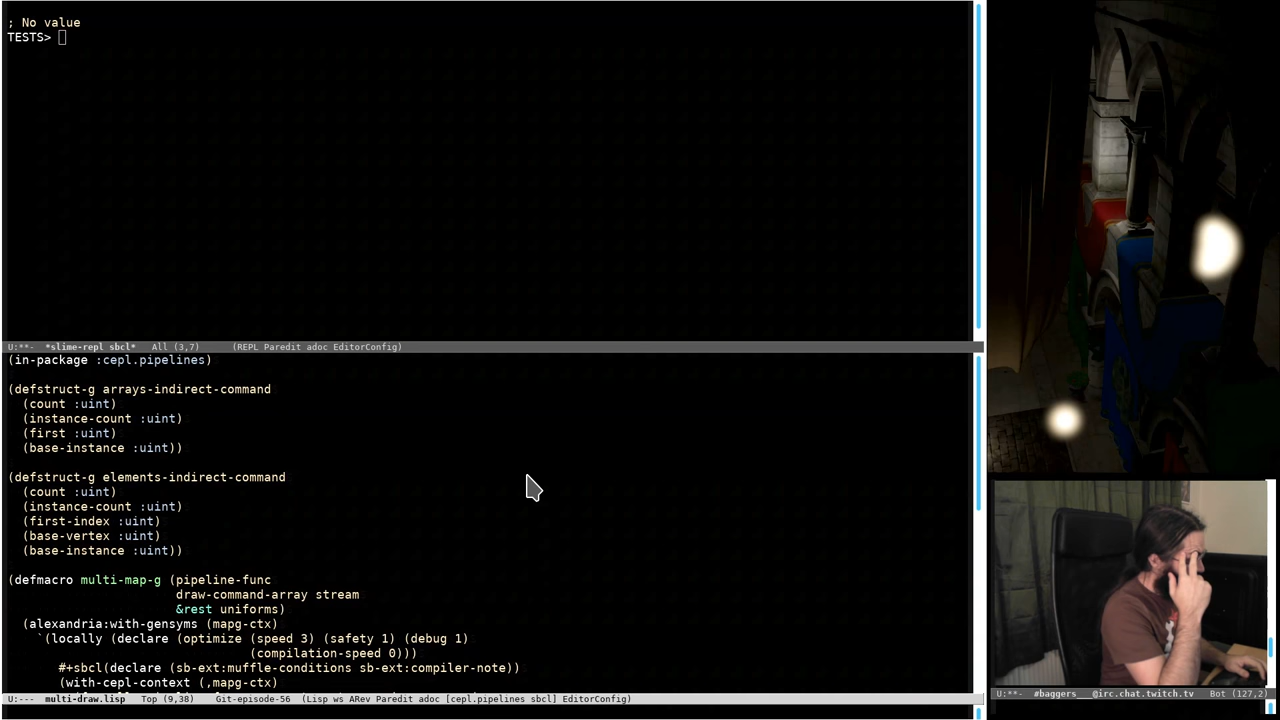 ; No value
TESTS>
U:**-  *slime-repl sbcl*   All (3,7)      (REPL Paredit adoc EditorConfig)
(in-package :cepl.pipelines)
(defstruct-g arrays-indirect-command
  (count :uint)
  (instance-count :uint)
  (first :uint)
  (base-instance :uint))
(defstruct-g elements-indirect-command
  (count :uint)
  (instance-count :uint)
  (first-index :uint)
  (base-vertex :uint)
  (base-instance :uint))
(defmacro multi-map-g (pipeline-func
                       draw-command-array stream
                       &rest uniforms)
  (alexandria:with-gensyms (mapg-ctx)
    `(locally (declare (optimize (speed 3) (safety 1) (debug 1)
                                 (compilation-speed 0)))
       #+sbcl(declare (sb-ext:muffle-conditions sb-ext:compiler-note))
       (with-cepl-context (,mapg-ctx)
U:---  multi-draw.lisp   Top (9,38)    Git-episode-56  (Lisp ws ARev Paredit adoc [cepl.pipelines sbcl] EditorConfig)
U:**-  #baggers___@irc.chat.twitch.tv   Bot (127,2)